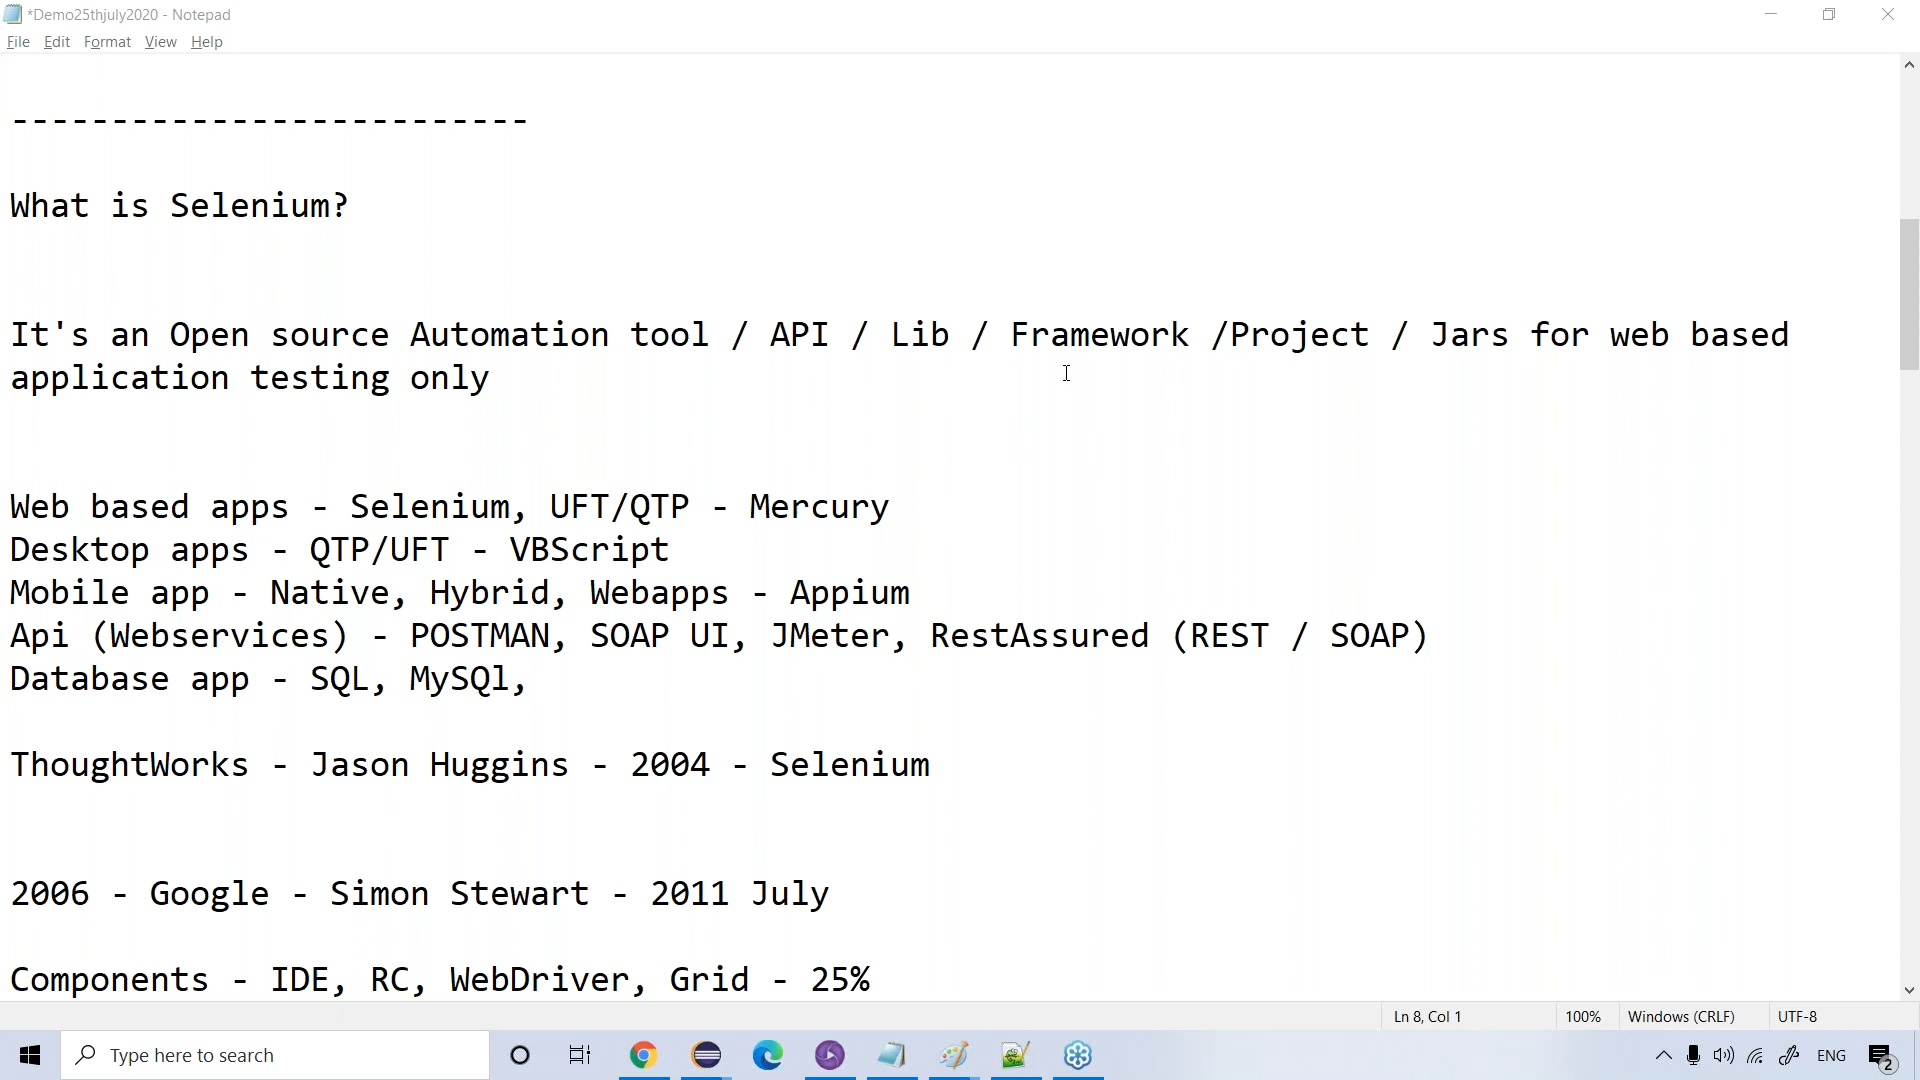 *Demo25thjuly2020 - Notepad
File Edit Format View Help
--------------------------
What is Selenium?
It's an Open source Automation tool / API / Lib / Framework /Project / Jars for web based
application testing only
Web based apps - Selenium, UFT/QTP - Mercury
Desktop apps - QTP/UFT - VBScript
Mobile app - Native, Hybrid, Webapps - Appium
Api (Webservices) - POSTMAN, SOAP UI, JMeter, RestAssured (REST / SOAP)
Database app - SQL, MySQl,
ThoughtWorks - Jason Huggins - 2004 - Selenium
2006 - Google - Simon Stewart - 2011 July
Components - IDE, RC, WebDriver, Grid - 25%
Ln 8, Col 1 100% Windows (CRLF) UTF-8
Type here to search ENG 2